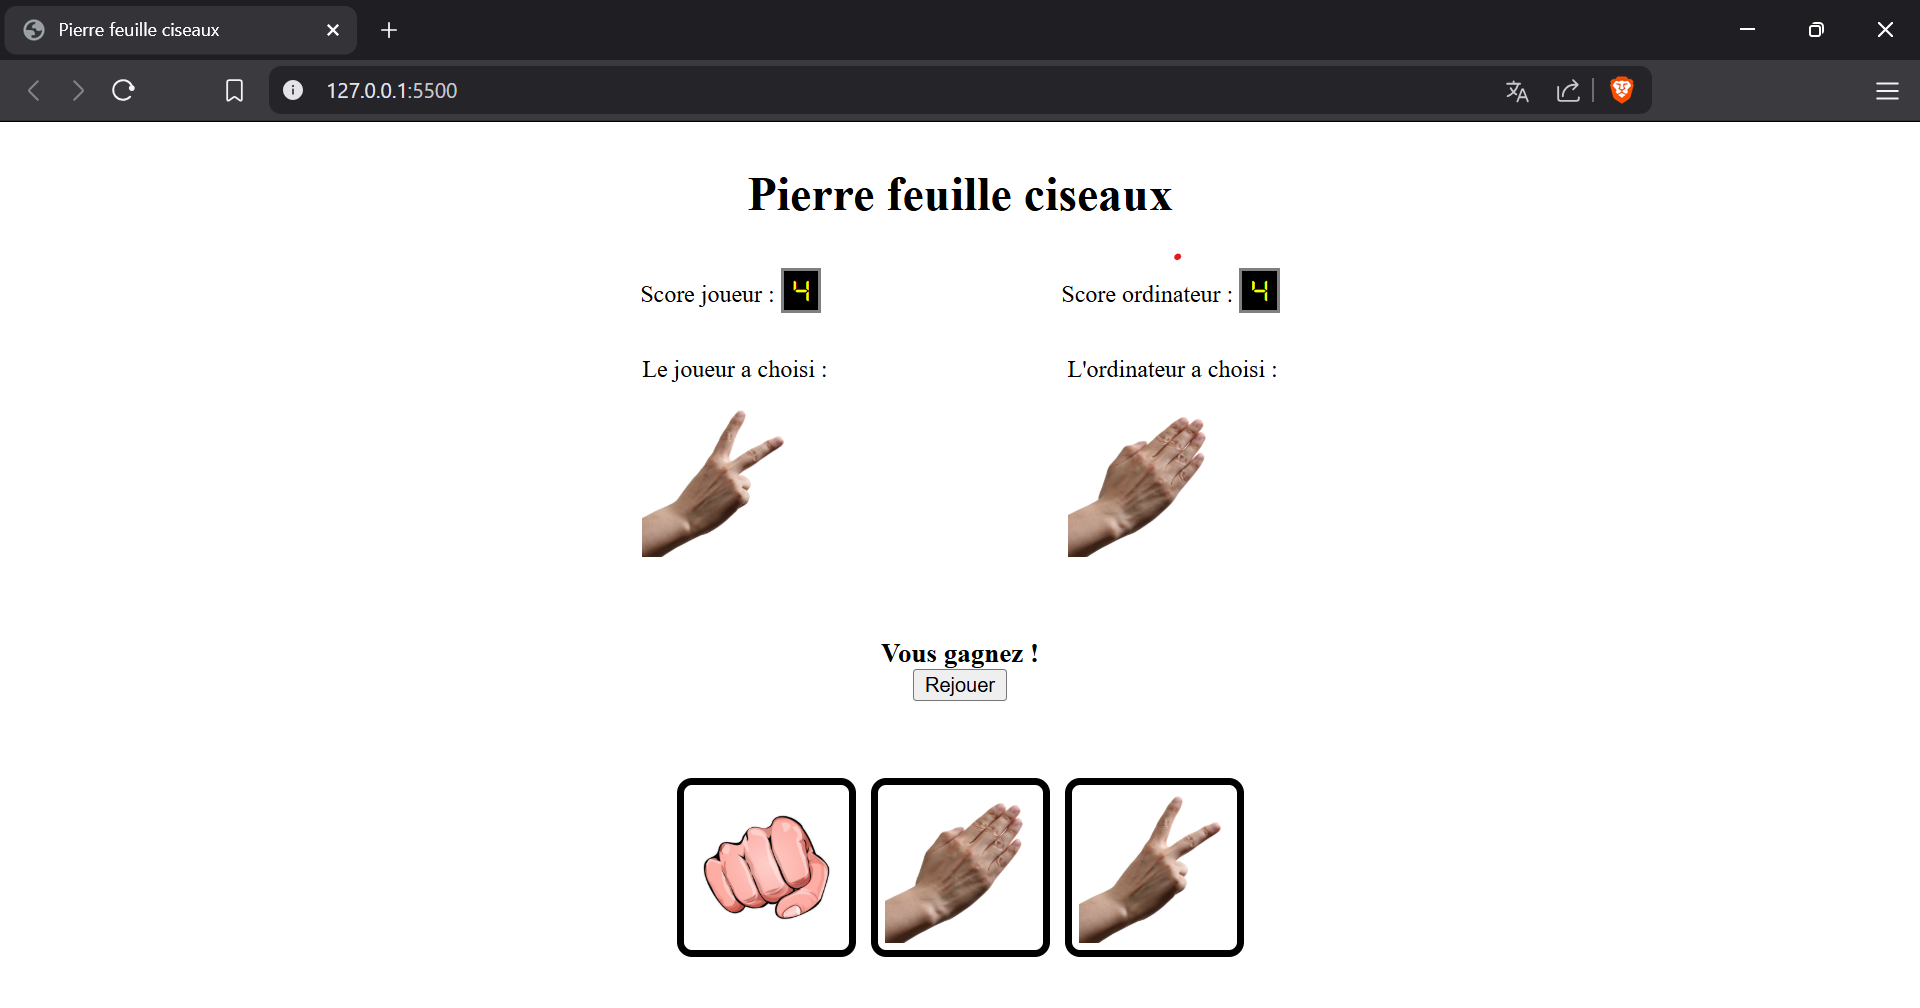 Pierre feuille ciseaux
127.0.0.1:5500
Pierre feuille ciseaux
Score joueur : 4
Score ordinateur : 4
Le joueur a choisi :
L'ordinateur a choisi :
Vous gagnez !
Rejouer